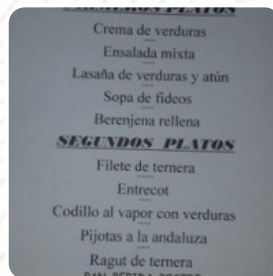 PLATOS
Crema de verduras
Ensalada mixta
Lasaña de verduras y atún
Sopa de fideos
Berenjena rellena
SEGUNDOS PLATOS
Filete de ternera
Entrecot
Codillo al vapor con verduras
Pijotas a la andaluza
Ragut de ternera